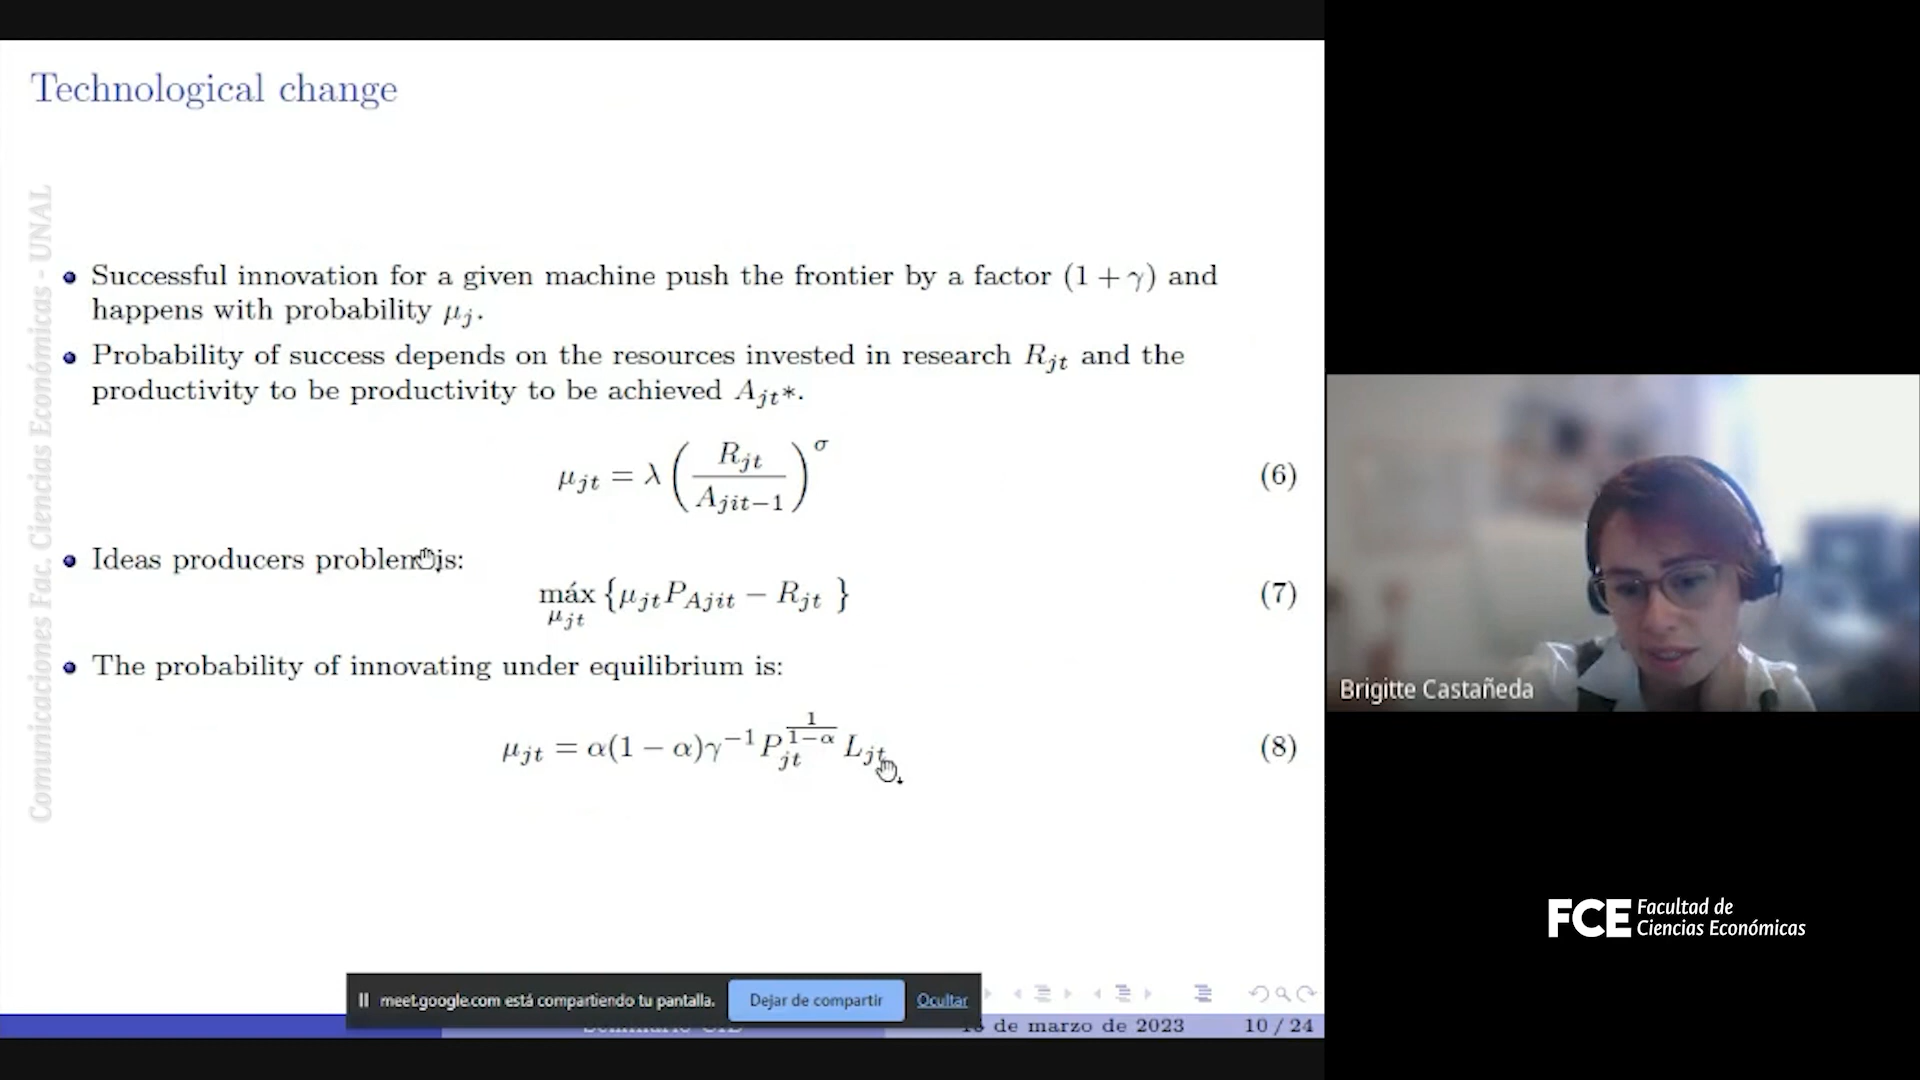 Technological change
Comunicaciones Fac. Ciencias Económicas - UNAL
Successful innovation for a given machine push the frontier by a factor (1 + γ) and
happens with probability μ_j.
Probability of success depends on the resources invested in research R_jt and the
productivity to be productivity to be achieved A_jt*.
μ_jt = λ (R_jt / A_jit−1)^σ (6)
Ideas producers problem is:
máx_{μ_jt} {μ_jt P_Ajit − R_jt } (7)
The probability of innovating under equilibrium is:
μ_jt = α(1 − α)γ^−1 P_jt^{1/(1−α)} L_jt (8)
meet.google.com está compartiendo tu pantalla. Dejar de compartir Ocultar
de marzo de 2023 10 / 24
Brigitte Castañeda
FCE Facultad de
Ciencias Económicas